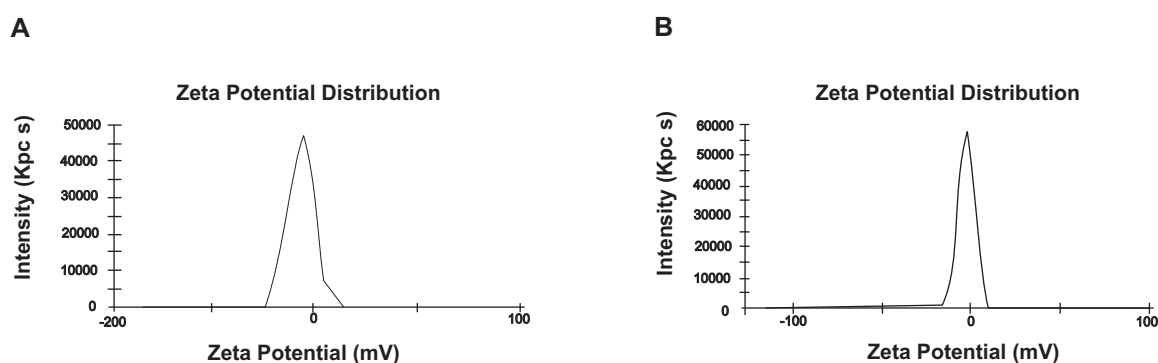 A
Zeta Potential Distribution
Intensity (Kpc s)
50000
40000
30000
20000
10000
0
-200
0
100
Zeta Potential (mV)
B
Zeta Potential Distribution
Intensity (Kpc s)
60000
50000
40000
30000
20000
10000
0
-100
0
100
Zeta Potential (mV)